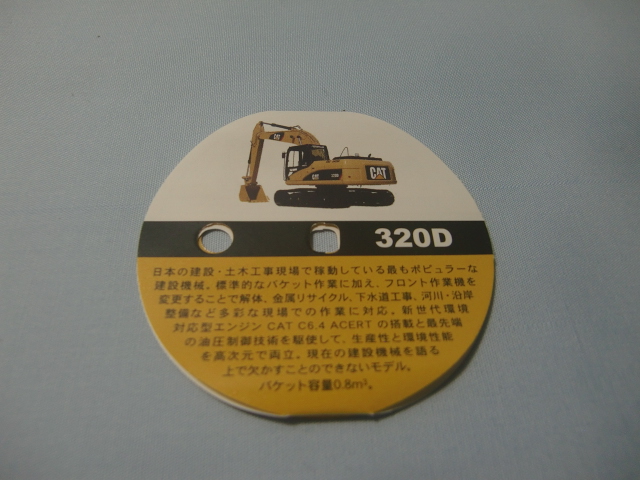 CAT
CAT
320D
日本の建設・土木工事現場で稼動している最もポピュラーな
建設機械。標準的なバケット作業に加え、フロント作業機を
変更することで解体、金属リサイクル、下水道工事、河川・沿岸
整備など多彩な現場での作業に対応。新世代環境
対応型エンジン CAT C6.4 ACERT の搭載と最先端
の油圧制御技術を駆使して、生産性と環境性能
を高次元で両立。現在の建設機械を語る
上で欠かすことのできないモデル。
バケット容量0.8m³。